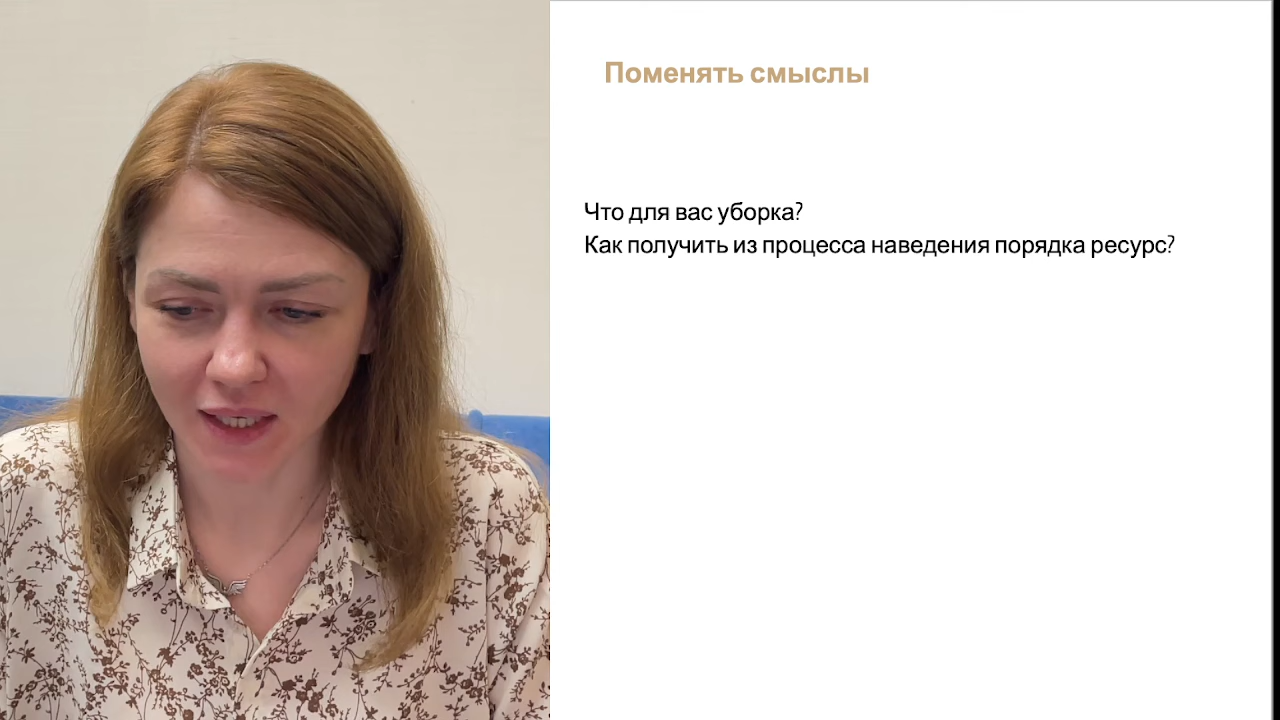 Поменять смыслы
Что для вас уборка?
Как получить из процесса наведения порядка ресурс?